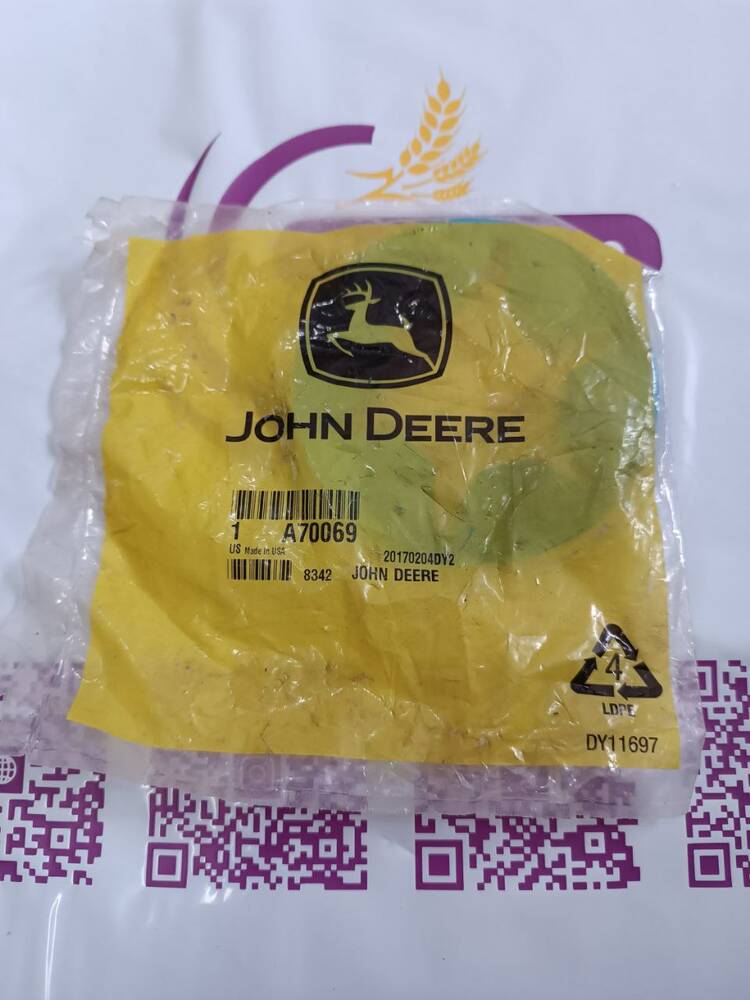 JOHN DEERE
1 A70069
US Made in USA
20170204DY2
8342 JOHN DEERE
4
LDPE
DY11697